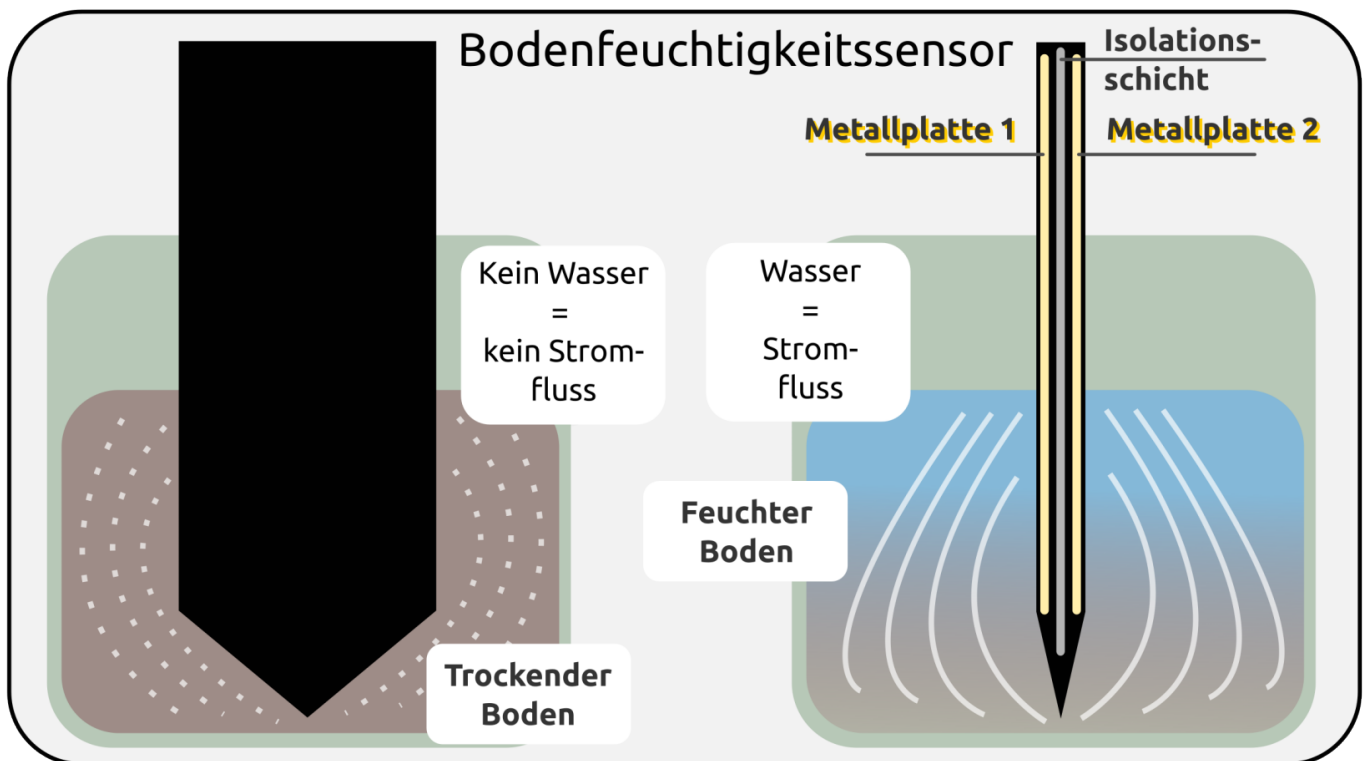 Bodenfeuchtigkeitssensor
Isolations-
schicht
Metallplatte 1
Metallplatte 2
Kein Wasser
=
kein Strom-
fluss
Wasser
=
Strom-
fluss
Feuchter
Boden
Trockender
Boden